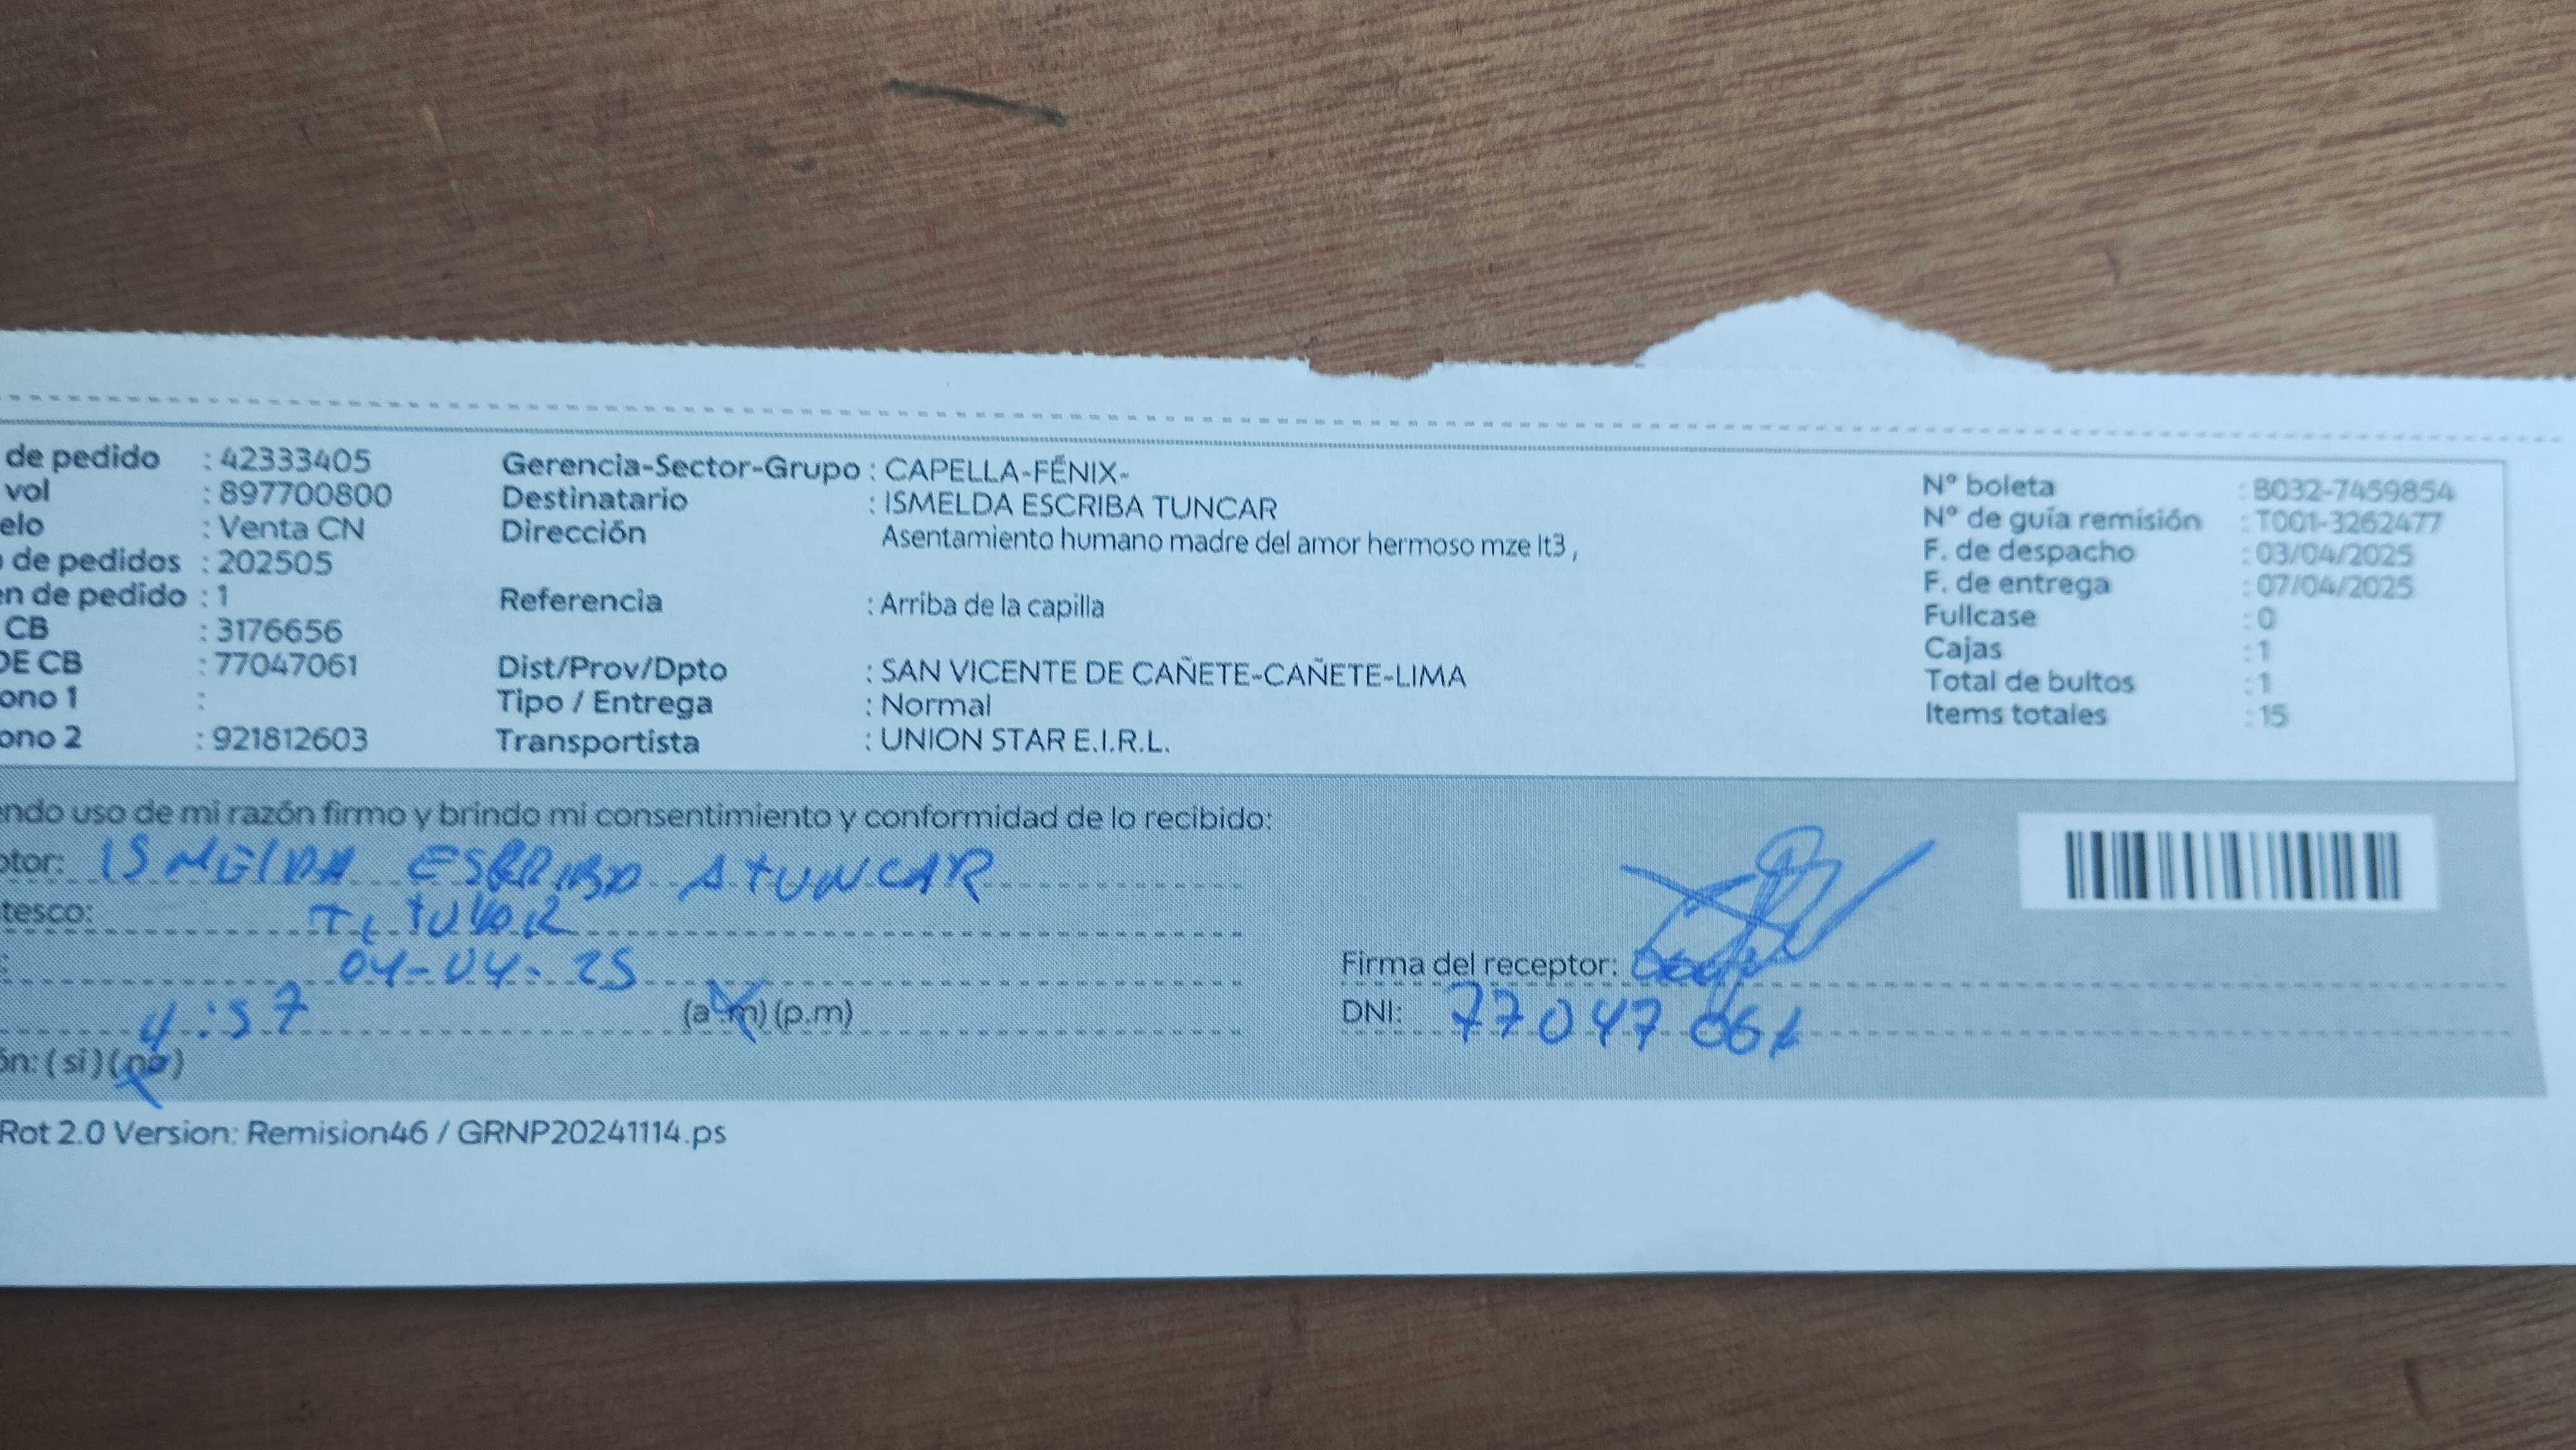 de pedido : 42333405
vol : 897700800
elo : Venta CN
de pedidos : 202505
n de pedido : 1
CB : 3176656
DE CB : 77047061
ono 1 :
ono 2 : 921812603
Gerencia-Sector-Grupo : CAPELLA-FÉNIX-
Destinatario : ISMELDA ESCRIBA TUNCAR
Dirección Asentamiento humano madre del amor hermoso mze lt3 ,
Referencia : Arriba de la capilla
Dist/Prov/Dpto : SAN VICENTE DE CAÑETE-CAÑETE-LIMA
Tipo / Entrega : Normal
Transportista : UNION STAR E.I.R.L.
N° boleta : B032-7459854
N° de guía remisión : T001-3262477
F. de despacho : 03/04/2025
F. de entrega : 07/04/2025
Fullcase : 0
Cajas : 1
Total de bultos : 1
Items totales : 15
endo uso de mi razón firmo y brindo mi consentimiento y conformidad de lo recibido:
ptor: ISMELDA ESCRIBA ATUNCAR
tesco: TITULAR
: 04-04-25
4:57 (a.m) (p.m)
ón: (si) (no)
Firma del receptor:
DNI: 77047061
Rot 2.0 Version: Remision46 / GRNP20241114.ps